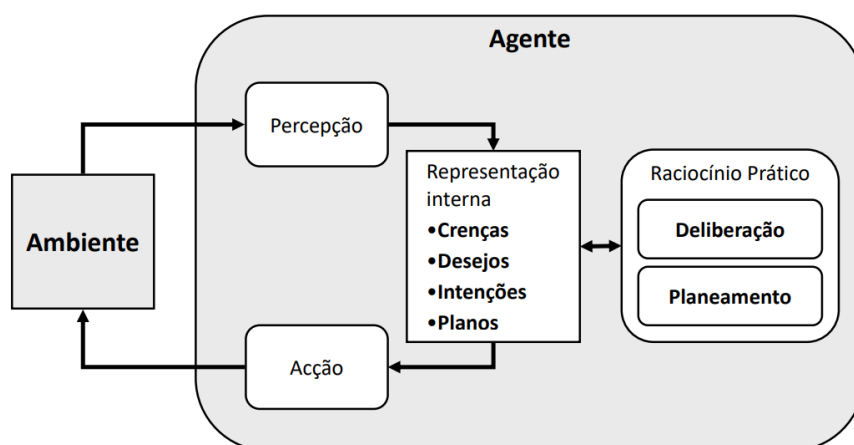 Agente
Percepção
Representação
interna
•Crenças
•Desejos
•Intenções
•Planos
Raciocínio Prático
Deliberação
Planeamento
Ambiente
Acção